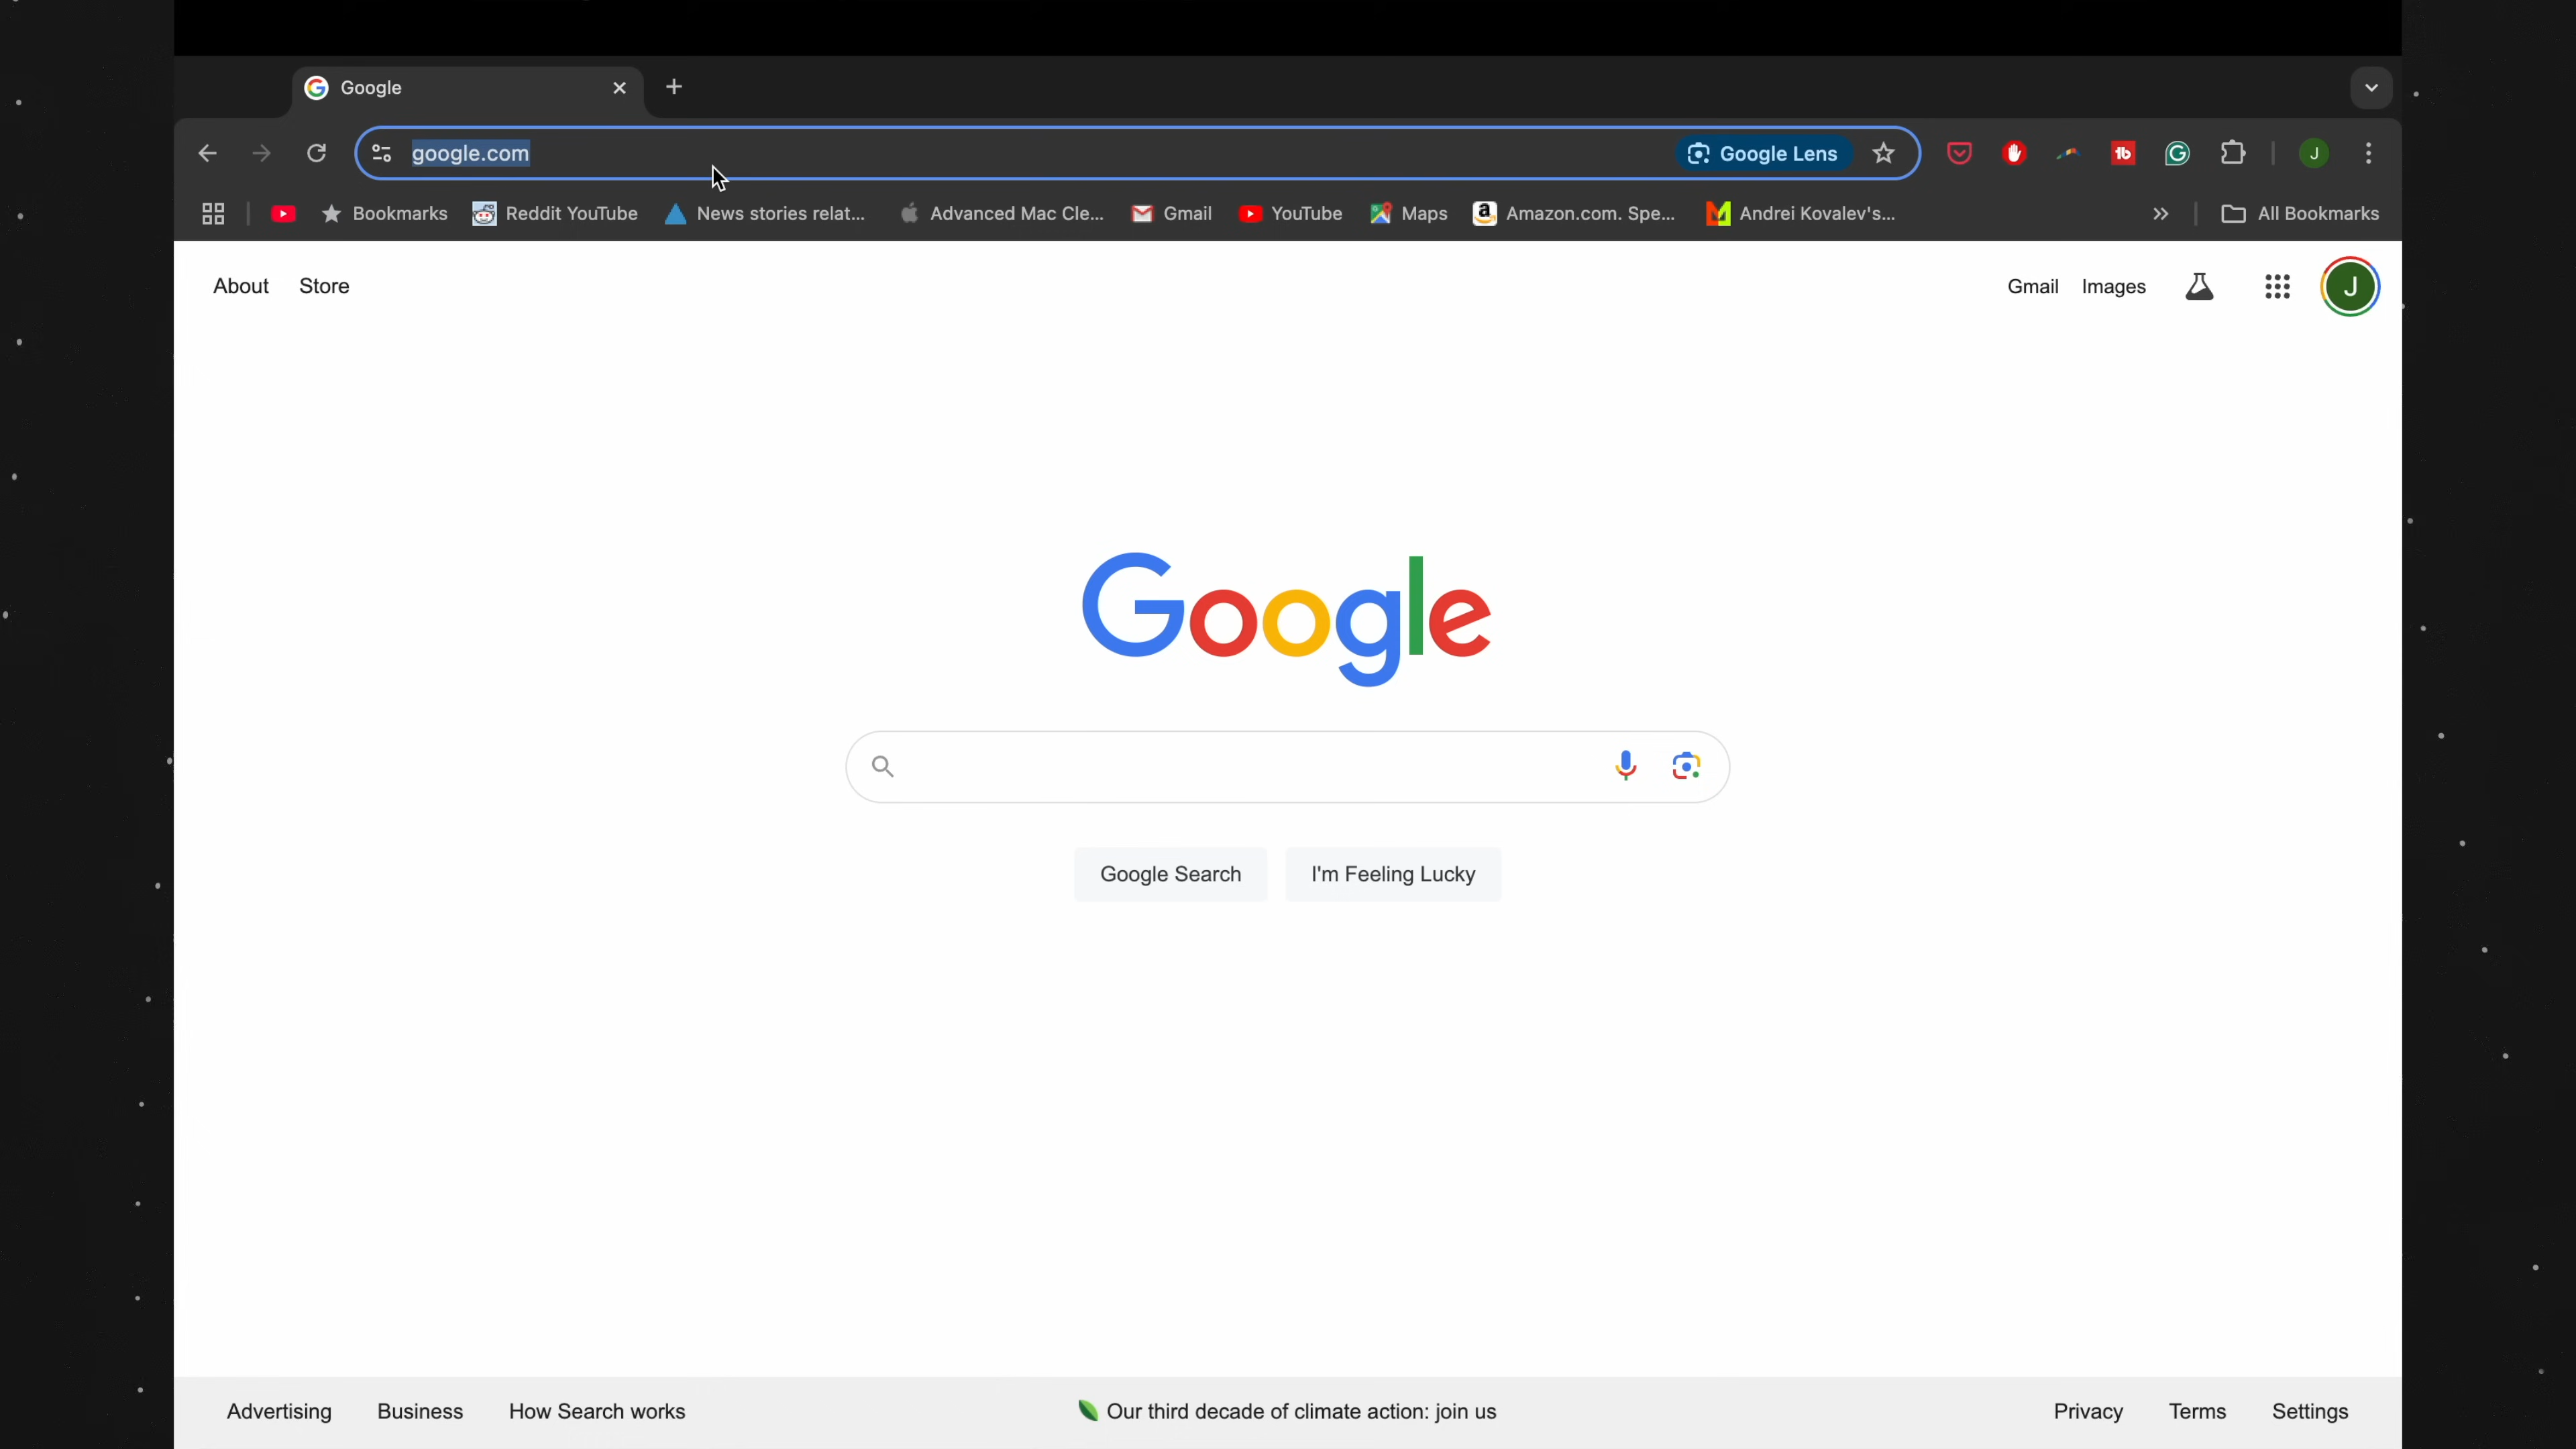 Google
google.com
Google Lens
J
Bookmarks
Reddit YouTube
News stories relat...
Advanced Mac Cle...
Gmail
YouTube
Maps
Amazon.com. Spe...
Andrei Kovalev's...
All Bookmarks
About
Store
Gmail
Images
J
Google
Google Search
I'm Feeling Lucky
Advertising
Business
How Search works
Our third decade of climate action: join us
Privacy
Terms
Settings